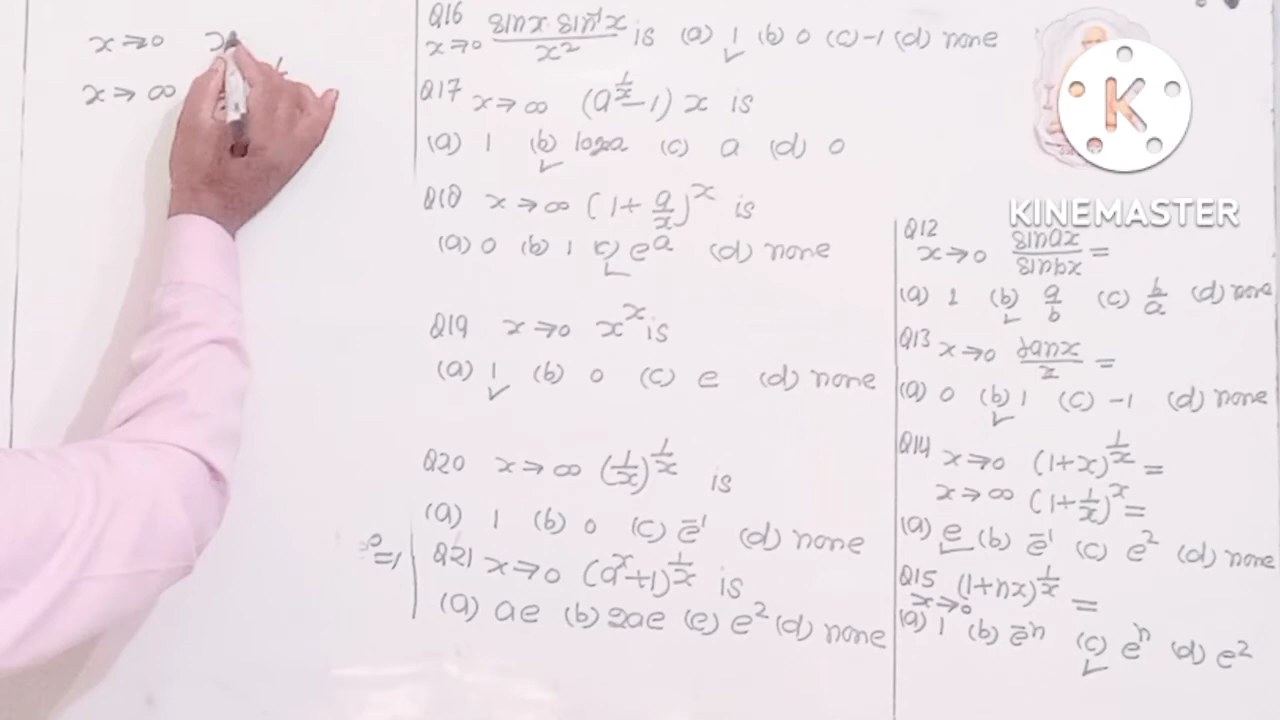 x→0 x
x→∞
Q16 x→0 sinx·sin⁻¹x/x² is (a) 1 (b) 0 (c) -1 (d) none
Q17 x→∞ (a^(1/x)-1) x is
(a) 1 (b) logea (c) a (d) 0
Q18 x→∞ (1+a/x)^x is
(a) 0 (b) 1 (c) e^a (d) none
Q19 x→0 x^x is
(a) 1 (b) 0 (c) e (d) none
Q20 x→∞ (1/x)^(1/x) is
(a) 1 (b) 0 (c) e⁻¹ (d) none
=1
Q21 x→0 (a^x+1)^(1/x) is
(a) ae (b) 2ae (c) e² (d) none
K
KINEMASTER
Q12
x→0 sinax/sinbx =
(a) 1 (b) a/b (c) b/a (d) none
Q13 x→0 tanx/x =
(a) 0 (b) 1 (c) -1 (d) none
Q14 x→0 (1+x)^(1/x) =
x→∞ (1+1/x)^x =
(a) e (b) e⁻¹ (c) e² (d) none
Q15 x→0 (1+nx)^(1/x) =
(a) 1 (b) e⁻ⁿ (c) eⁿ (d) e²